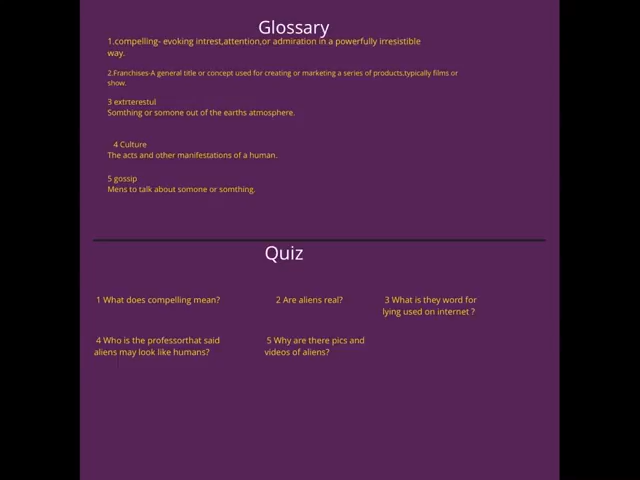 Glossary
1.compelling- evoking intrest,attention,or admiration in a powerfully irresistible
way.
2.Franchises-A general title or concept used for creating or marketing a series of products,typically films or
show.
3 extrterestul
Somthing or somone out of the earths atmosphere.
4 Culture
The acts and other manifestations of a human.
5 gossip
Mens to talk about somone or somthing.
Quiz
1 What does compelling mean?
2 Are aliens real?
3 What is they word for
lying used on internet ?
4 Who is the professorthat said
aliens may look like humans?
5 Why are there pics and
videos of aliens?